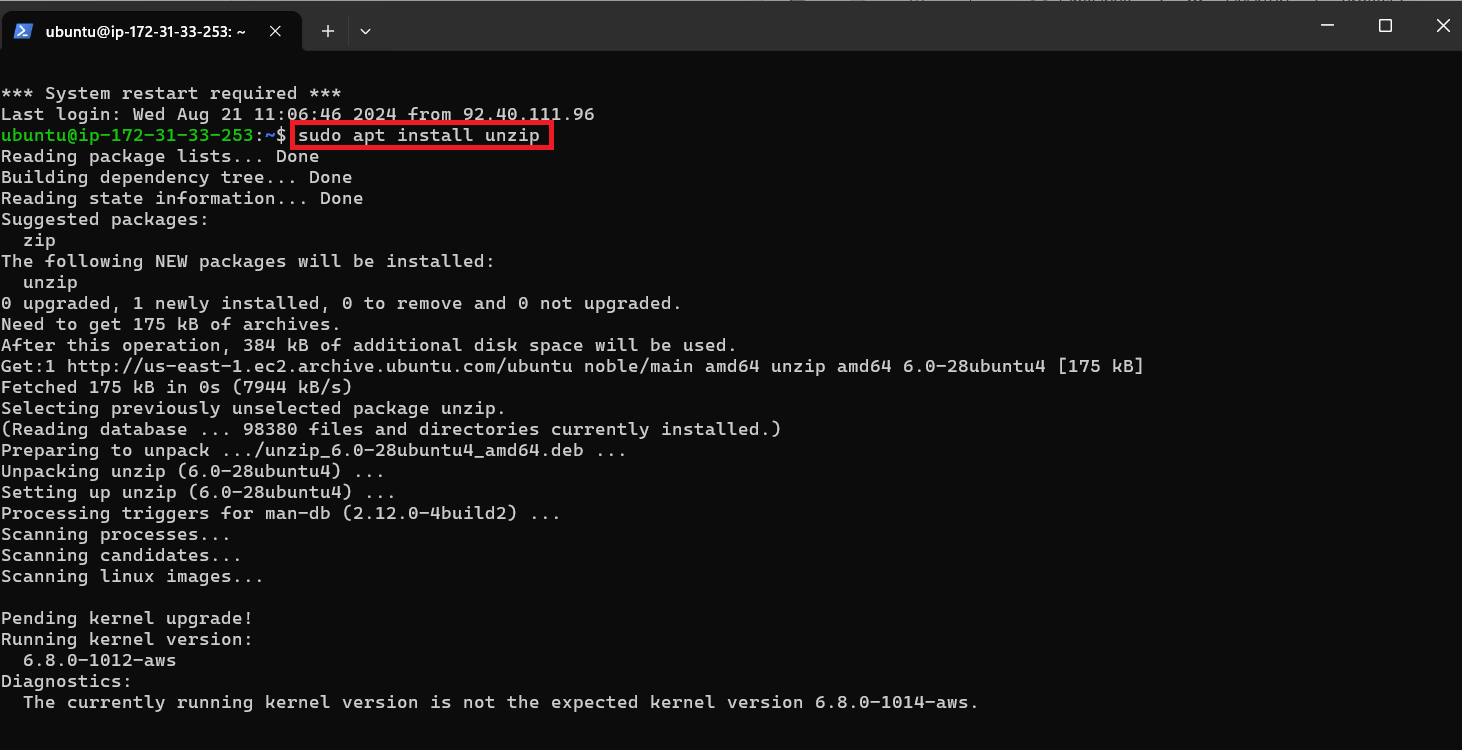 ubuntu@ip-172-31-33-253: ~
*** System restart required ***
Last login: Wed Aug 21 11:06:46 2024 from 92.40.111.96
ubuntu@ip-172-31-33-253:~$ sudo apt install unzip
Reading package lists... Done
Building dependency tree... Done
Reading state information... Done
Suggested packages:
  zip
The following NEW packages will be installed:
  unzip
0 upgraded, 1 newly installed, 0 to remove and 0 not upgraded.
Need to get 175 kB of archives.
After this operation, 384 kB of additional disk space will be used.
Get:1 http://us-east-1.ec2.archive.ubuntu.com/ubuntu noble/main amd64 unzip amd64 6.0-28ubuntu4 [175 kB]
Fetched 175 kB in 0s (7944 kB/s)
Selecting previously unselected package unzip.
(Reading database ... 98380 files and directories currently installed.)
Preparing to unpack .../unzip_6.0-28ubuntu4_amd64.deb ...
Unpacking unzip (6.0-28ubuntu4) ...
Setting up unzip (6.0-28ubuntu4) ...
Processing triggers for man-db (2.12.0-4build2) ...
Scanning processes...
Scanning candidates...
Scanning linux images...
Pending kernel upgrade!
Running kernel version:
  6.8.0-1012-aws
Diagnostics:
  The currently running kernel version is not the expected kernel version 6.8.0-1014-aws.